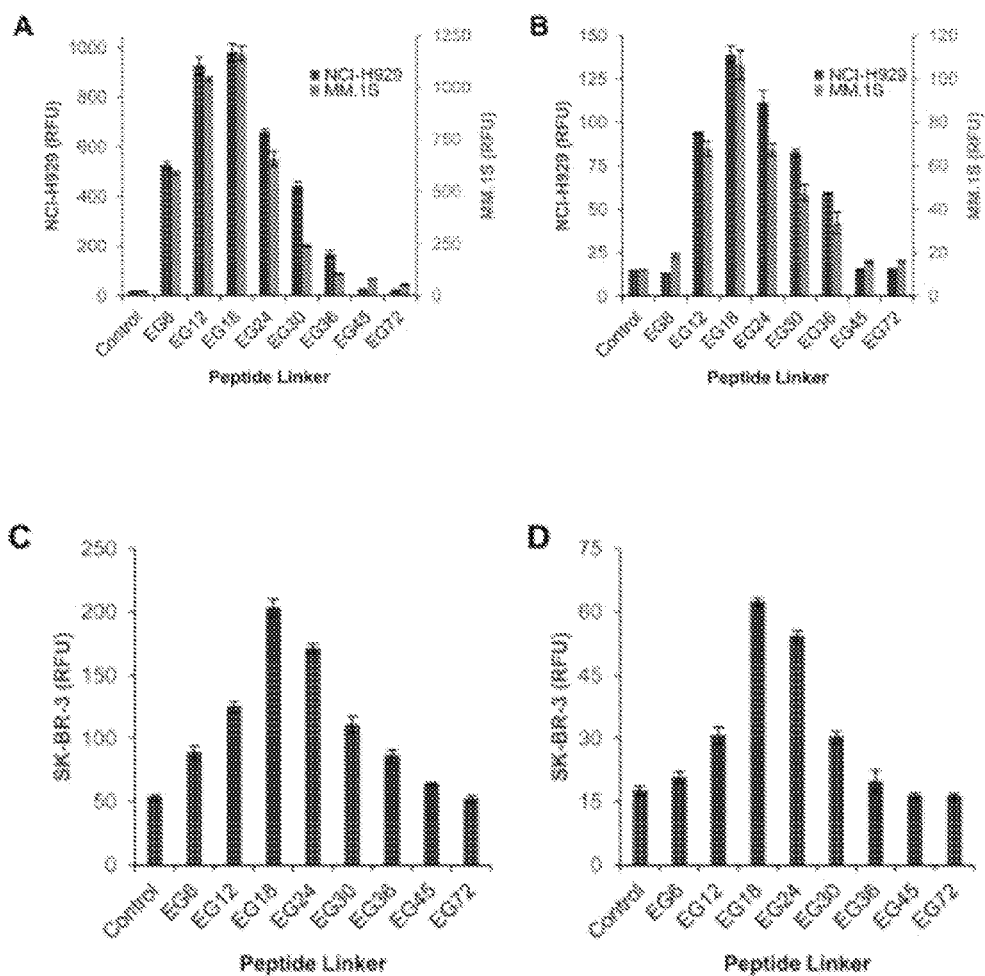 A
NCI-H929 (RFU)
1000
800
600
400
200
0
NCI-H929
MM.1S
1250
1000
750
500
250
0
MM.1S (RFU)
Control
EG6
EG12
EG18
EG24
EG30
EG36
EG45
EG72
Peptide Linker
B
NCI-H929 (RFU)
150
125
100
75
50
25
0
NCI-H929
MM.1S
120
100
80
60
40
20
0
MM.1S (RFU)
Control
EG6
EG12
EG18
EG24
EG30
EG36
EG45
EG72
Peptide Linker
C
SK-BR-3 (RFU)
250
200
150
100
50
0
Control
EG6
EG12
EG18
EG24
EG30
EG36
EG45
EG72
Peptide Linker
D
SK-BR-3 (RFU)
75
60
45
30
15
0
Control
EG6
EG12
EG18
EG24
EG30
EG36
EG45
EG72
Peptide Linker